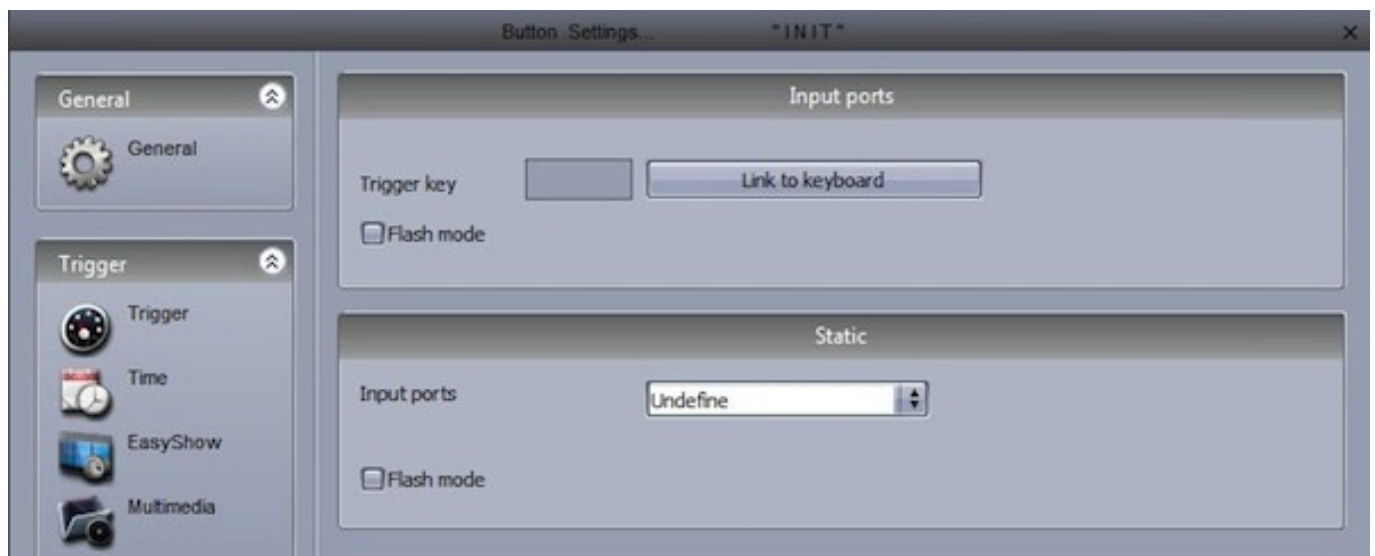 Button Settings... "INIT"
General
General
Trigger
Trigger
Time
EasyShow
Multimedia
Input ports
Trigger key
Link to keyboard
Flash mode
Static
Input ports
Undefine
Flash mode